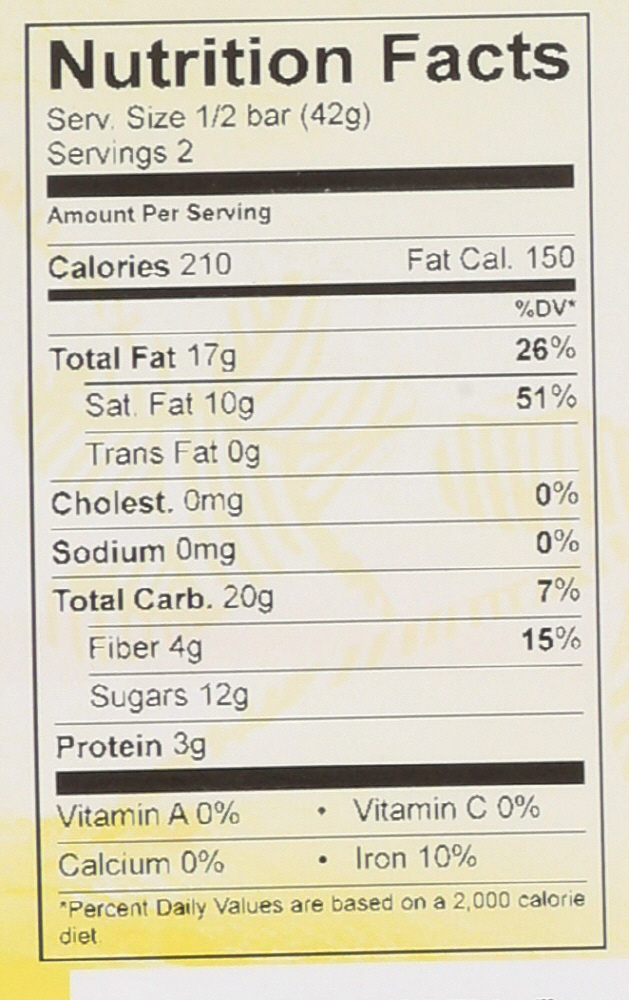 Nutrition Facts
Serv. Size 1/2 bar (42g)
Servings 2
Amount Per Serving
Calories 210 Fat Cal. 150
%DV*
Total Fat 17g 26%
Sat. Fat 10g 51%
Trans Fat 0g
Cholest. 0mg 0%
Sodium 0mg 0%
Total Carb. 20g 7%
Fiber 4g 15%
Sugars 12g
Protein 3g
Vitamin A 0% • Vitamin C 0%
Calcium 0% • Iron 10%
*Percent Daily Values are based on a 2,000 calorie
diet.